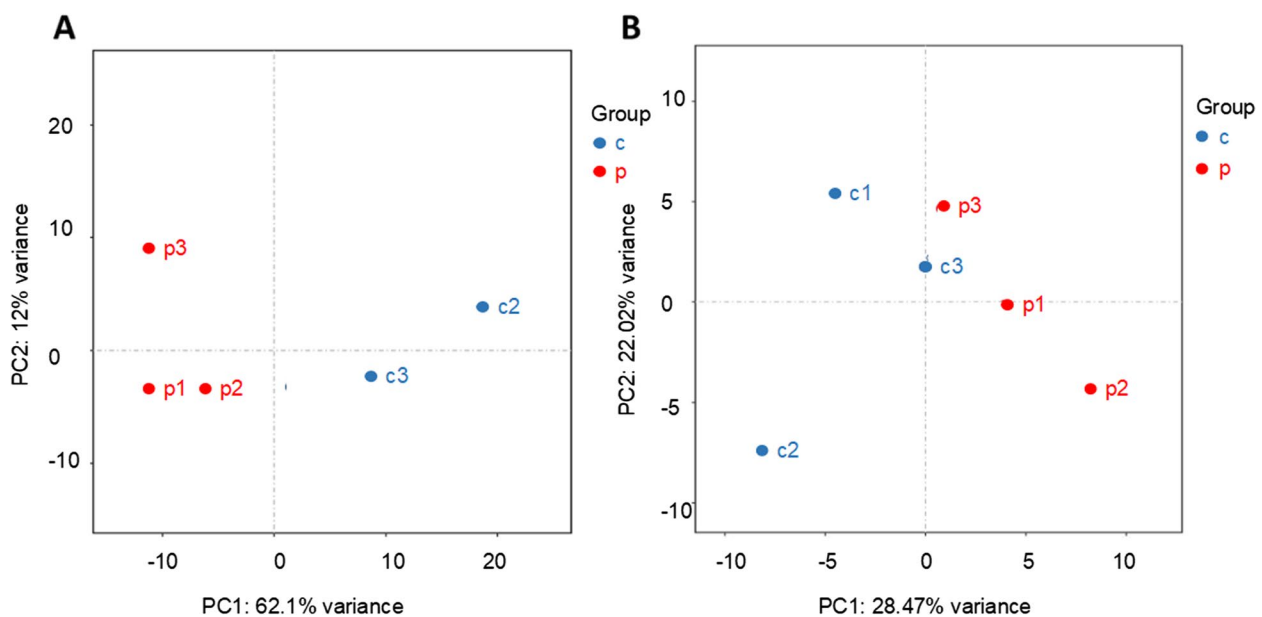 A
20
10
0
-10
PC2: 12% variance
p3
c2
c3
p1
p2
-10
0
10
20
PC1: 62.1% variance
Group
c
p
B
10
5
0
-5
-10
PC2: 22.02% variance
c1
p3
c3
p1
p2
c2
-10
-5
0
5
10
PC1: 28.47% variance
Group
c
p